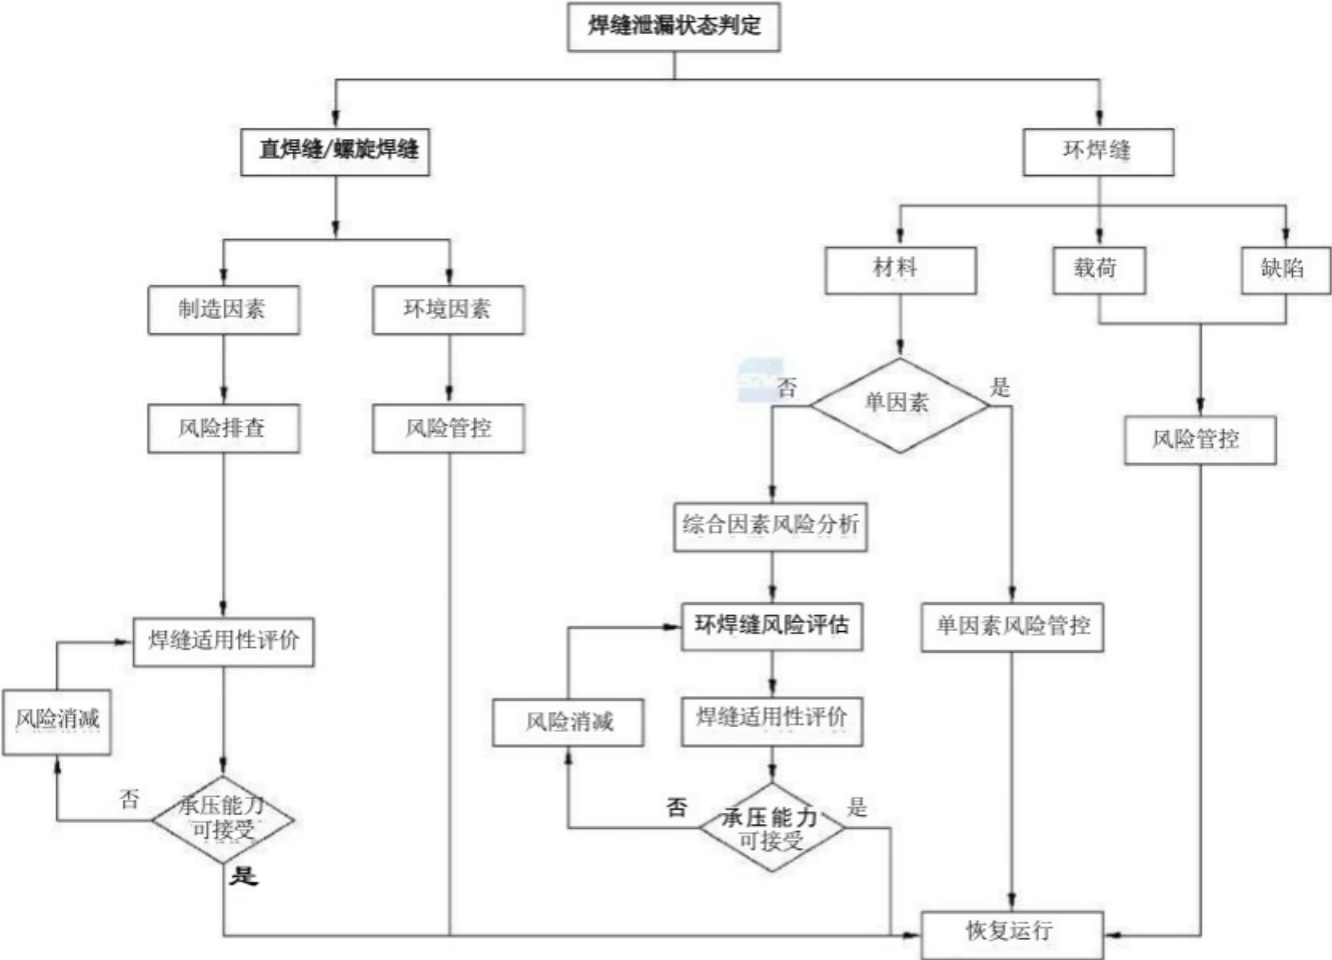 焊缝泄漏状态判定
直焊缝/螺旋焊缝
环焊缝
材料
载荷
缺陷
制造因素
环境因素
否
单因素
是
风险排查
风险管控
风险管控
综合因素风险分析
焊缝适用性评价
环焊缝风险评估
单因素风险管控
风险消减
风险消减
焊缝适用性评价
否
承压能力
可接受
是
否
承压能力
可接受
是
恢复运行